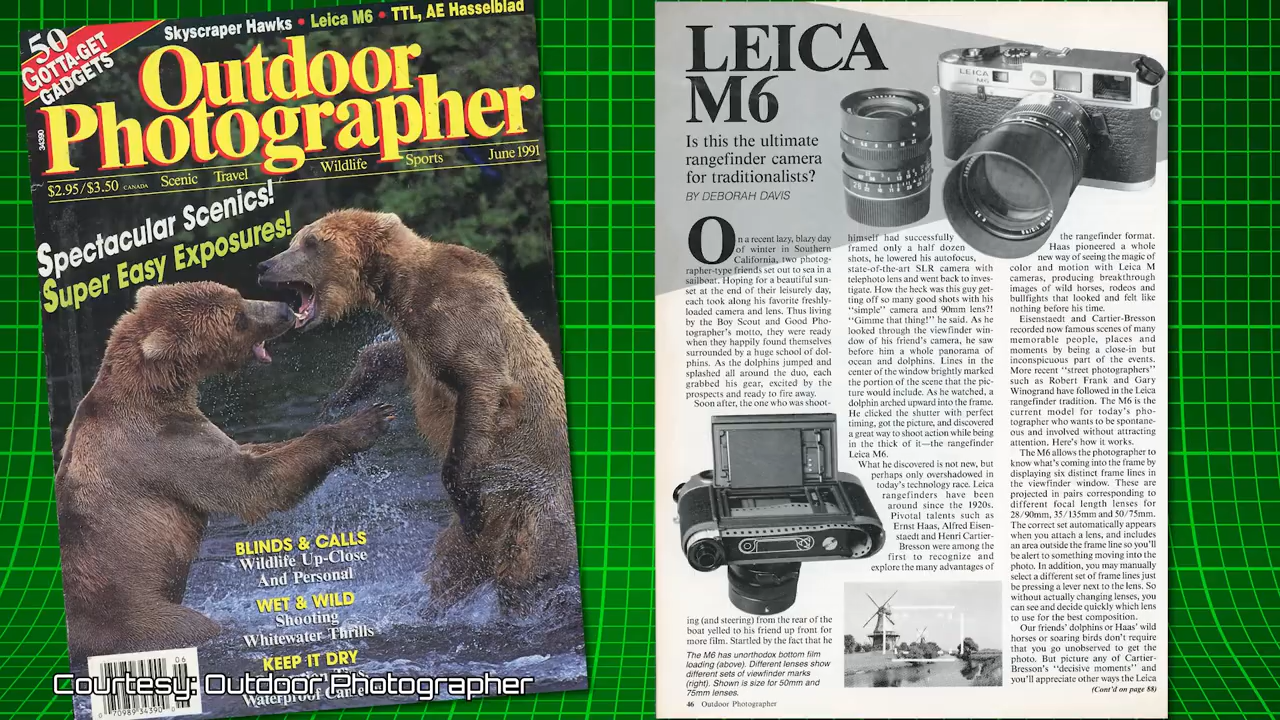 50
GOTTA-GET
GADGETS
Skyscraper Hawks • Leica M6 • TTL, AE Hasselblad
Outdoor
Photographer
34390
$2.95/$3.50 CANADA Scenic Travel Wildlife Sports June 1991
Spectacular Scenics!
Super Easy Exposures!
BLINDS & CALLS
Wildlife Up-Close
And Personal
WET & WILD
Shooting
Whitewater Thrills
KEEP IT DRY
Waterproof
06
0 70989 34390
Courtesy: Outdoor Photographer
LEICA
M6
Is this the ultimate
rangefinder camera
for traditionalists?
BY DEBORAH DAVIS
LEICA
M6
Leica
On a recent lazy, blazy day
of winter in Southern
California, two photog-
rapher-type friends set out to sea in a
sailboat. Hoping for a beautiful sun-
set at the end of their leisurely day,
each took along his favorite freshly-
loaded camera and lens. Thus living
by the Boy Scout and Good Pho-
tographer's motto, they were ready
when they happily found themselves
surrounded by a huge school of dol-
phins. As the dolphins jumped and
splashed all around the duo, each
grabbed his gear, excited by the
prospects and ready to fire away.
Soon after, the one who was shoot-
ing (and steering) from the rear of the
boat yelled to his friend up front for
more film. Startled by the fact that he
The M6 has unorthodox bottom film
loading (above). Different lenses show
different sets of viewfinder marks
(right). Shown is size for 50mm and
75mm lenses.
46 Outdoor Photographer
himself had successfully
framed only a half dozen
shots, he lowered his autofocus,
state-of-the-art SLR camera with
telephoto lens and went back to inves-
tigate. How the heck was this guy get-
ting off so many good shots with his
"simple" camera and 90mm lens?!
"Gimme that thing!" he said. As he
looked through the viewfinder win-
dow of his friend's camera, he saw
before him a whole panorama of
ocean and dolphins. Lines in the
center of the window brightly marked
the portion of the scene that the pic-
ture would include. As he watched, a
dolphin arched upward into the frame.
He clicked the shutter with perfect
timing, got the picture, and discovered
a great way to shoot action while being
in the thick of it—the rangefinder
Leica M6.
What he discovered is not new, but
perhaps only overshadowed in
today's technology race. Leica
rangefinders have been
around since the 1920s.
Pivotal talents such as
Ernst Haas, Alfred Eisen-
staedt and Henri Cartier-
Bresson were among the
first to recognize and
explore the many advantages of
the rangefinder format.
Haas pioneered a whole
new way of seeing the magic of
color and motion with Leica M
cameras, producing breakthrough
images of wild horses, rodeos and
bullfights that looked and felt like
nothing before his time.
Eisenstaedt and Cartier-Bresson
recorded now famous scenes of many
memorable people, places and
moments by being a close-in but
inconspicuous part of the events.
More recent "street photographers"
such as Robert Frank and Gary
Winogrand have followed in the Leica
rangefinder tradition. The M6 is the
current model for today's pho-
tographer who wants to be spontane-
ous and involved without attracting
attention. Here's how it works.
The M6 allows the photographer to
know what's coming into the frame by
displaying six distinct frame lines in
the viewfinder window. These are
projected in pairs corresponding to
different focal length lenses for
28/90mm, 35/135mm and 50/75mm.
The correct set automatically appears
when you attach a lens, and includes
an area outside the frame line so you'll
be alert to something moving into the
photo. In addition, you may manually
select a different set of frame lines just
be pressing a lever next to the lens. So
without actually changing lenses, you
can see and decide quickly which lens
to use for the best composition.
Our friends' dolphins or Haas' wild
horses or soaring birds don't require
that you go unobserved to get the
photo. But picture any of Cartier-
Bresson's "decisive moments" and
you'll appreciate other ways the Leica
(Cont'd on page 88)